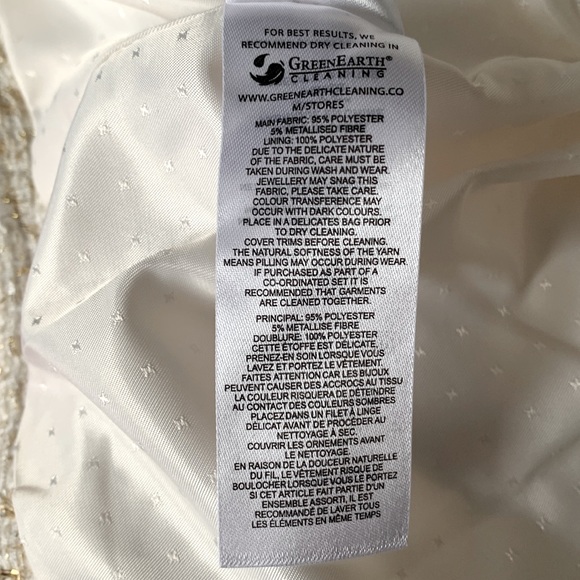 FOR BEST RESULTS, WE
RECOMMEND DRY CLEANING IN
GREENEARTH®
CLEANING
WWW.GREENEARTHCLEANING.CO
M/STORES
MAIN FABRIC: 95% POLYESTER
5% METALLISED FIBRE
LINING: 100% POLYESTER
DUE TO THE DELICATE NATURE
OF THE FABRIC, CARE MUST BE
TAKEN DURING WASH AND WEAR.
JEWELLERY MAY SNAG THIS
FABRIC, PLEASE TAKE CARE.
COLOUR TRANSFERENCE MAY
OCCUR WITH DARK COLOURS.
PLACE IN A DELICATES BAG PRIOR
TO DRY CLEANING.
COVER TRIMS BEFORE CLEANING.
THE NATURAL SOFTNESS OF THE YARN
MEANS PILLING MAY OCCUR DURING WEAR
IF PURCHASED AS PART OF A
CO-ORDINATED SET IT IS
RECOMMENDED THAT GARMENTS
ARE CLEANED TOGETHER.
PRINCIPAL: 95% POLYESTER
5% METALLISE FIBRE
DOUBLURE: 100% POLYESTER
CETTE ÉTOFFE EST DÉLICATE,
PRENEZ-EN SOIN LORSQUE VOUS
LAVEZ ET PORTEZ LE VÊTEMENT.
FAITES ATTENTION CAR LES BIJOUX
PEUVENT CAUSER DES ACCROCS AU TISSU
LA COULEUR RISQUERA DE DÉTEINDRE
AU CONTACT DES COULEURS SOMBRES
PLACEZ DANS UN FILET À LINGE
DÉLICAT AVANT DE PROCÉDER AU
NETTOYAGE À SEC.
COUVRIR LES ORNEMENTS AVANT
LE NETTOYAGE.
EN RAISON DE LA DOUCEUR NATURELLE
DU FIL, LE VÊTEMENT RISQUE DE
BOULOCHER LORSQUE VOUS LE PORTEZ
SI CET ARTICLE FAIT PARTIE D'UN
ENSEMBLE ASSORTI, IL EST
RECOMMANDÉ DE LAVER TOUS
LES ÉLÉMENTS EN MÊME TEMPS